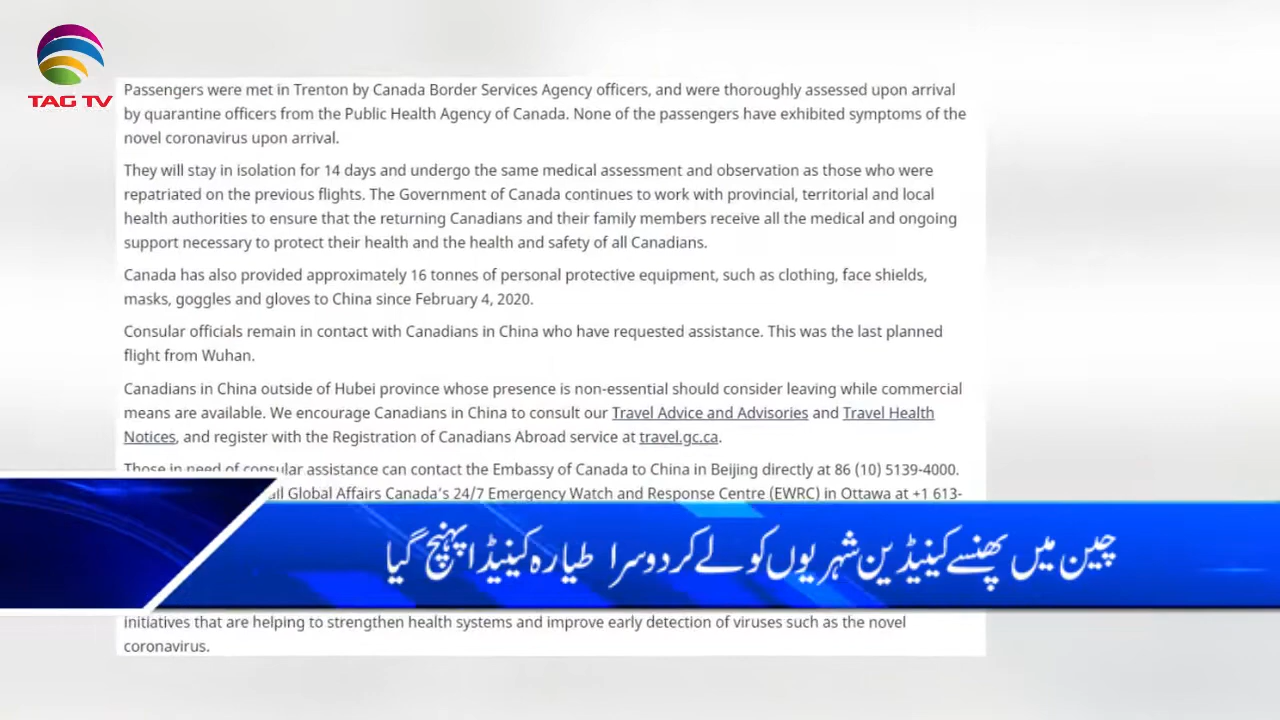 TAG TV
Passengers were met in Trenton by Canada Border Services Agency officers, and were thoroughly assessed upon arrival
by quarantine officers from the Public Health Agency of Canada. None of the passengers have exhibited symptoms of the
novel coronavirus upon arrival.
They will stay in isolation for 14 days and undergo the same medical assessment and observation as those who were
repatriated on the previous flights. The Government of Canada continues to work with provincial, territorial and local
health authorities to ensure that the returning Canadians and their family members receive all the medical and ongoing
support necessary to protect their health and the health and safety of all Canadians.
Canada has also provided approximately 16 tonnes of personal protective equipment, such as clothing, face shields,
masks, goggles and gloves to China since February 4, 2020.
Consular officials remain in contact with Canadians in China who have requested assistance. This was the last planned
flight from Wuhan.
Canadians in China outside of Hubei province whose presence is non-essential should consider leaving while commercial
means are available. We encourage Canadians in China to consult our Travel Advice and Advisories and Travel Health
Notices, and register with the Registration of Canadians Abroad service at travel.gc.ca.
Those in need of consular assistance can contact the Embassy of Canada to China in Beijing directly at 86 (10) 5139-4000.
Global Affairs Canada's 24/7 Emergency Watch and Response Centre (EWRC) in Ottawa at +1 613-
چین میں پھنسے کینیڈین شہریوں کو لے کر دوسرا طیارہ کینیڈا پہنچ گیا
initiatives that are helping to strengthen health systems and improve early detection of viruses such as the novel
coronavirus.